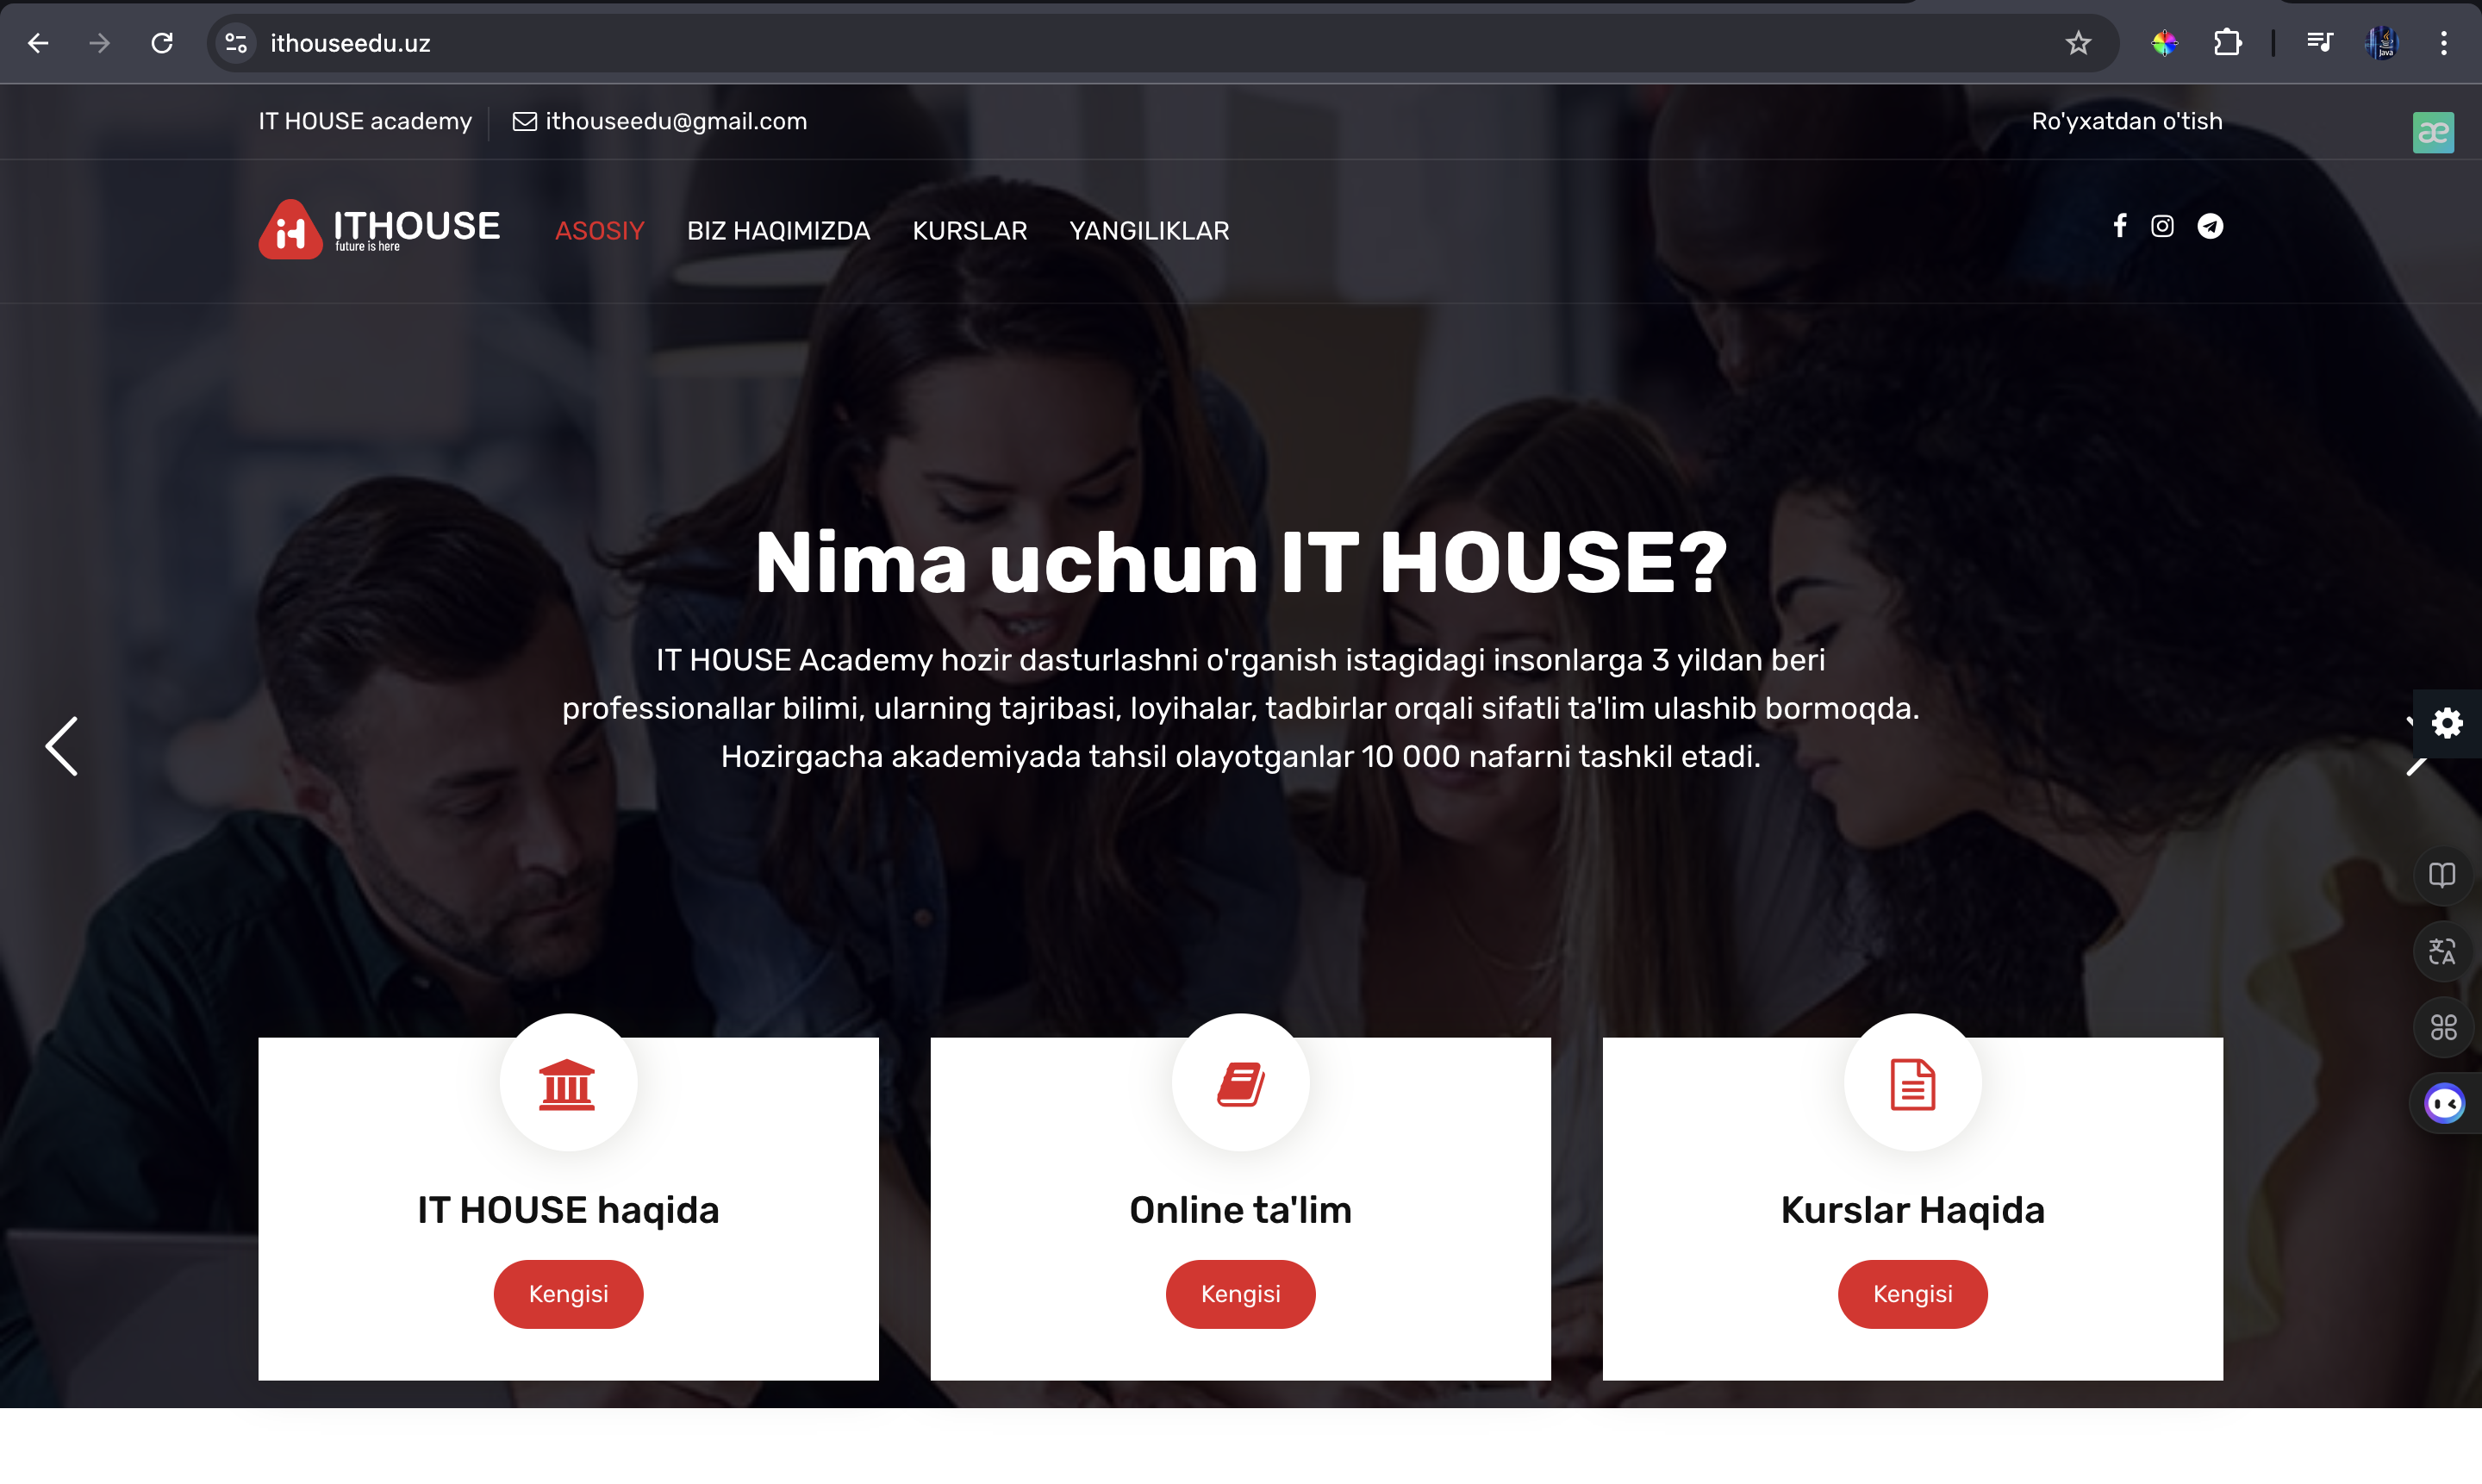 ithouseedu.uz
Java
IT HOUSE academy
ithouseedu@gmail.com
Ro'yxatdan o'tish
æ
ITHOUSE
future is here
ASOSIY
BIZ HAQIMIZDA
KURSLAR
YANGILIKLAR
Nima uchun IT HOUSE?
IT HOUSE Academy hozir dasturlashni o'rganish istagidagi insonlarga 3 yildan beri
professionallar bilimi, ularning tajribasi, loyihalar, tadbirlar orqali sifatli ta'lim ulashib bormoqda.
Hozirgacha akademiyada tahsil olayotganlar 10 000 nafarni tashkil etadi.
IT HOUSE haqida
Kengisi
Online ta'lim
Kengisi
Kurslar Haqida
Kengisi